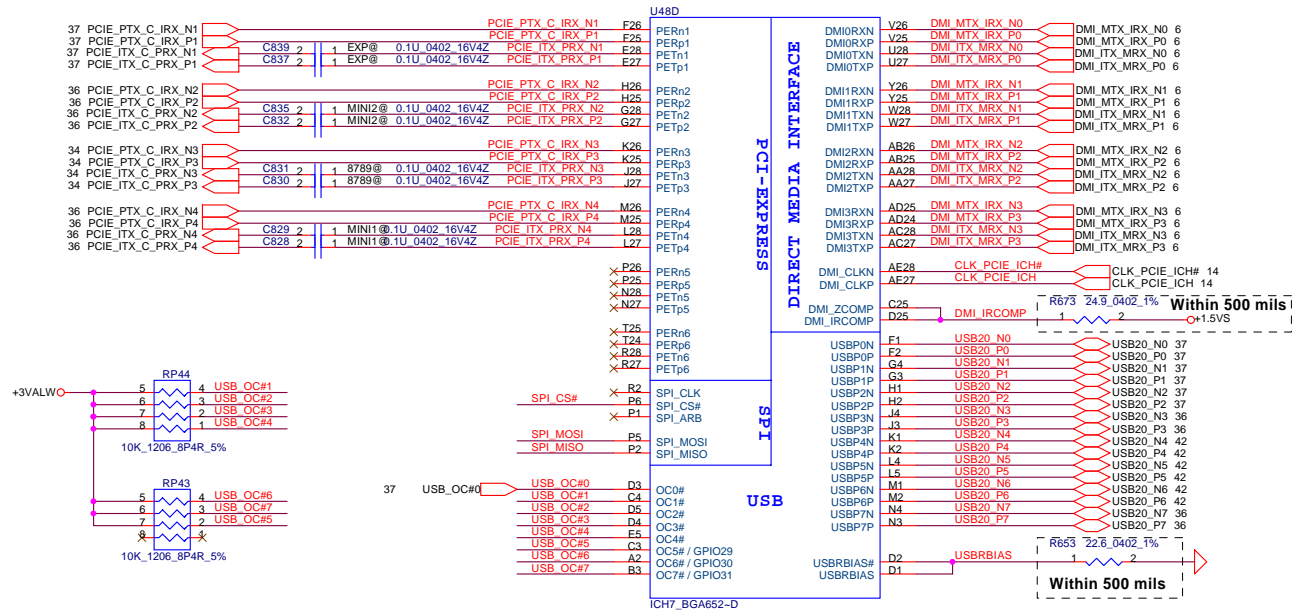 U48D
37 PCIE_PTX_C_IRX_N1 PCIE_PTX_C_IRX_N1 F26 PERn1
37 PCIE_PTX_C_IRX_P1 PCIE_PTX_C_IRX_P1 F25 PERp1
37 PCIE_ITX_C_PRX_N1 C839 2 1 EXP@ 0.1U_0402_16V4Z PCIE_ITX_PRX_N1 E28 PETn1
37 PCIE_ITX_C_PRX_P1 C837 2 1 EXP@ 0.1U_0402_16V4Z PCIE_ITX_PRX_P1 E27 PETp1
36 PCIE_PTX_C_IRX_N2 PCIE_PTX_C_IRX_N2 H26 PERn2
36 PCIE_PTX_C_IRX_P2 PCIE_PTX_C_IRX_P2 H25 PERp2
36 PCIE_ITX_C_PRX_N2 C835 2 1 MINI2@ 0.1U_0402_16V4Z PCIE_ITX_PRX_N2 G28 PETn2
36 PCIE_ITX_C_PRX_P2 C832 2 1 MINI2@ 0.1U_0402_16V4Z PCIE_ITX_PRX_P2 G27 PETp2
34 PCIE_PTX_C_IRX_N3 PCIE_PTX_C_IRX_N3 K26 PERn3
34 PCIE_PTX_C_IRX_P3 PCIE_PTX_C_IRX_P3 K25 PERp3
34 PCIE_ITX_C_PRX_N3 C831 2 1 8789@ 0.1U_0402_16V4Z PCIE_ITX_PRX_N3 J28 PETn3
34 PCIE_ITX_C_PRX_P3 C830 2 1 8789@ 0.1U_0402_16V4Z PCIE_ITX_PRX_P3 J27 PETp3
36 PCIE_PTX_C_IRX_N4 PCIE_PTX_C_IRX_N4 M26 PERn4
36 PCIE_PTX_C_IRX_P4 PCIE_PTX_C_IRX_P4 M25 PERp4
36 PCIE_ITX_C_PRX_N4 C829 2 1 MINI1@ 0.1U_0402_16V4Z PCIE_ITX_PRX_N4 L28 PETn4
36 PCIE_ITX_C_PRX_P4 C828 2 1 MINI1@ 0.1U_0402_16V4Z PCIE_ITX_PRX_P4 L27 PETp4
P26 PERn5
P25 PERp5
N28 PETn5
N27 PETp5
T25 PERn6
T24 PERp6
R28 PETn6
R27 PETp6
PCI-EXPRESS
DIRECT MEDIA INTERFACE
DMI0RXN V26 DMI_MTX_IRX_N0 DMI_MTX_IRX_N0 6
DMI0RXP V25 DMI_MTX_IRX_P0 DMI_MTX_IRX_P0 6
DMI0TXN U28 DMI_ITX_MRX_N0 DMI_ITX_MRX_N0 6
DMI0TXP U27 DMI_ITX_MRX_P0 DMI_ITX_MRX_P0 6
DMI1RXN Y26 DMI_MTX_IRX_N1 DMI_MTX_IRX_N1 6
DMI1RXP Y25 DMI_MTX_IRX_P1 DMI_MTX_IRX_P1 6
DMI1TXN W28 DMI_ITX_MRX_N1 DMI_ITX_MRX_N1 6
DMI1TXP W27 DMI_ITX_MRX_P1 DMI_ITX_MRX_P1 6
DMI2RXN AB26 DMI_MTX_IRX_N2 DMI_MTX_IRX_N2 6
DMI2RXP AB25 DMI_MTX_IRX_P2 DMI_MTX_IRX_P2 6
DMI2TXN AA28 DMI_ITX_MRX_N2 DMI_ITX_MRX_N2 6
DMI2TXP AA27 DMI_ITX_MRX_P2 DMI_ITX_MRX_P2 6
DMI3RXN AD25 DMI_MTX_IRX_N3 DMI_MTX_IRX_N3 6
DMI3RXP AD24 DMI_MTX_IRX_P3 DMI_MTX_IRX_P3 6
DMI3TXN AC28 DMI_ITX_MRX_N3 DMI_ITX_MRX_N3 6
DMI3TXP AC27 DMI_ITX_MRX_P3 DMI_ITX_MRX_P3 6
DMI_CLKN AE28 CLK_PCIE_ICH# CLK_PCIE_ICH# 14
DMI_CLKP AE27 CLK_PCIE_ICH CLK_PCIE_ICH 14
DMI_ZCOMP C25
DMI_IRCOMP D25 DMI_IRCOMP
R673 24.9_0402_1% Within 500 mils
1 2 +1.5VS
USBP0N F1 USB20_N0 USB20_N0 37
USBP0P F2 USB20_P0 USB20_P0 37
USBP1N G4 USB20_N1 USB20_N1 37
USBP1P G3 USB20_P1 USB20_P1 37
USBP2N H1 USB20_N2 USB20_N2 37
USBP2P H2 USB20_P2 USB20_P2 37
USBP3N J4 USB20_N3 USB20_N3 36
USBP3P J3 USB20_P3 USB20_P3 36
USBP4N K1 USB20_N4 USB20_N4 42
USBP4P K2 USB20_P4 USB20_P4 42
USBP5N L4 USB20_N5 USB20_N5 42
USBP5P L5 USB20_P5 USB20_P5 42
USBP6N M1 USB20_N6 USB20_N6 42
USBP6P M2 USB20_P6 USB20_P6 42
USBP7N N4 USB20_N7 USB20_N7 36
USBP7P N3 USB20_P7 USB20_P7 36
USBRBIAS# D2 USBRBIAS
USBRBIAS D1
R653 22.6_0402_1%
1 2
Within 500 mils
R2 SPI_CLK
SPI_CS# P6 SPI_CS#
P1 SPI_ARB
SPI_MOSI P5 SPI_MOSI
SPI_MISO P2 SPI_MISO
SPI
USB
37 USB_OC#0 USB_OC#0 D3 OC0#
USB_OC#1 C4 OC1#
USB_OC#2 D5 OC2#
USB_OC#3 D4 OC3#
USB_OC#4 E5 OC4#
USB_OC#5 C3 OC5# / GPIO29
USB_OC#6 A2 OC6# / GPIO30
USB_OC#7 B3 OC7# / GPIO31
ICH7_BGA652~D
RP44
+3VALW 5 4 USB_OC#1
6 3 USB_OC#2
7 2 USB_OC#3
8 1 USB_OC#4
10K_1206_8P4R_5%
RP43
5 4 USB_OC#6
6 3 USB_OC#7
7 2 USB_OC#5
8 1
10K_1206_8P4R_5%